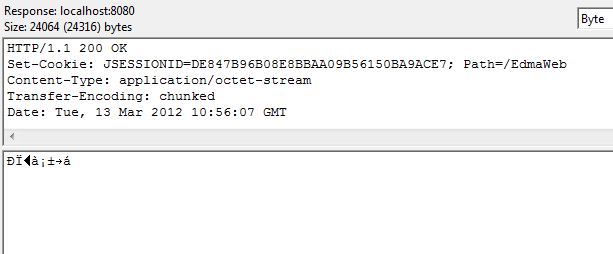 Response: localhost:8080
Size: 24064 (24316) bytes
Byte
HTTP/1.1 200 OK
Set-Cookie: JSESSIONID=DE847B96B08E8BBAA09B56150BA9ACE7; Path=/EdmaWeb
Content-Type: application/octet-stream
Transfer-Encoding: chunked
Date: Tue, 13 Mar 2012 10:56:07 GMT
ÐÏ◄à¡±→á